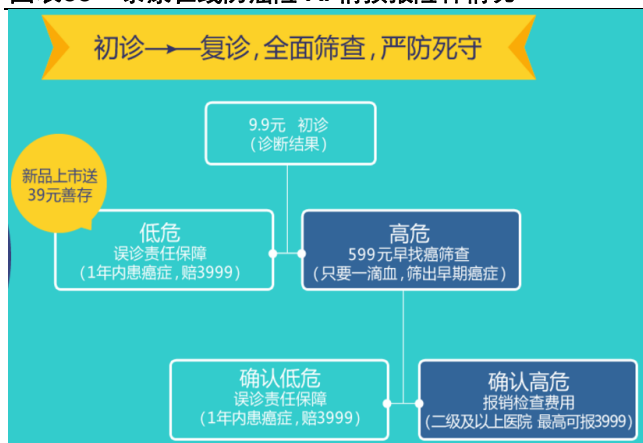 初诊→复诊,全面筛查,严防死守
9.9元 初诊
(诊断结果)
新品上市送
39元善存
低危
误诊责任保障
(1年内患癌症,赔3999)
高危
599元早找癌筛查
(只要一滴血,筛出早期癌症)
确认低危
误诊责任保障
(1年内患癌症,赔3999)
确认高危
报销检查费用
(二级及以上医院 最高可报3999)